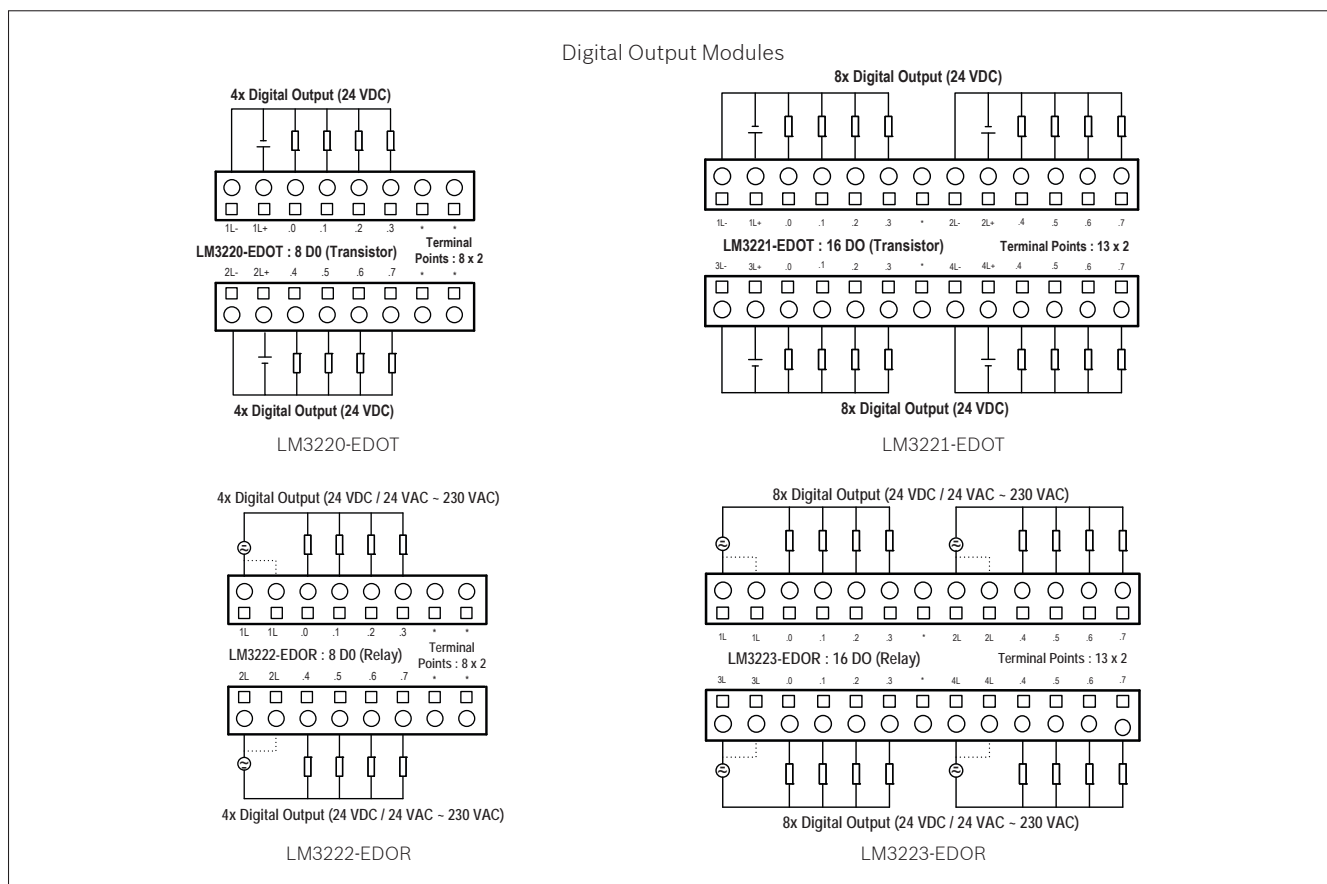 Digital Output Modules
4x Digital Output (24 VDC)
1L- 1L+ .0 .1 .2 .3 * *
LM3220-EDOT : 8 D0 (Transistor)
Terminal
Points : 8 x 2
2L- 2L+ .4 .5 .6 .7 * *
4x Digital Output (24 VDC)
LM3220-EDOT
8x Digital Output (24 VDC)
1L- 1L+ .0 .1 .2 .3 * 2L- 2L+ .4 .5 .6 .7
LM3221-EDOT : 16 DO (Transistor)
Terminal Points : 13 x 2
3L- 3L+ .0 .1 .2 .3 * 4L- 4L+ .4 .5 .6 .7
8x Digital Output (24 VDC)
LM3221-EDOT
4x Digital Output (24 VDC / 24 VAC ~ 230 VAC)
1L 1L .0 .1 .2 .3 * *
LM3222-EDOR : 8 D0 (Relay)
Terminal
Points : 8 x 2
2L 2L .4 .5 .6 .7 * *
4x Digital Output (24 VDC / 24 VAC ~ 230 VAC)
LM3222-EDOR
8x Digital Output (24 VDC / 24 VAC ~ 230 VAC)
1L 1L .0 .1 .2 .3 * 2L 2L .4 .5 .6 .7
LM3223-EDOR : 16 DO (Relay)
Terminal Points : 13 x 2
3L 3L .0 .1 .2 .3 * 4L 4L .4 .5 .6 .7
8x Digital Output (24 VDC / 24 VAC ~ 230 VAC)
LM3223-EDOR